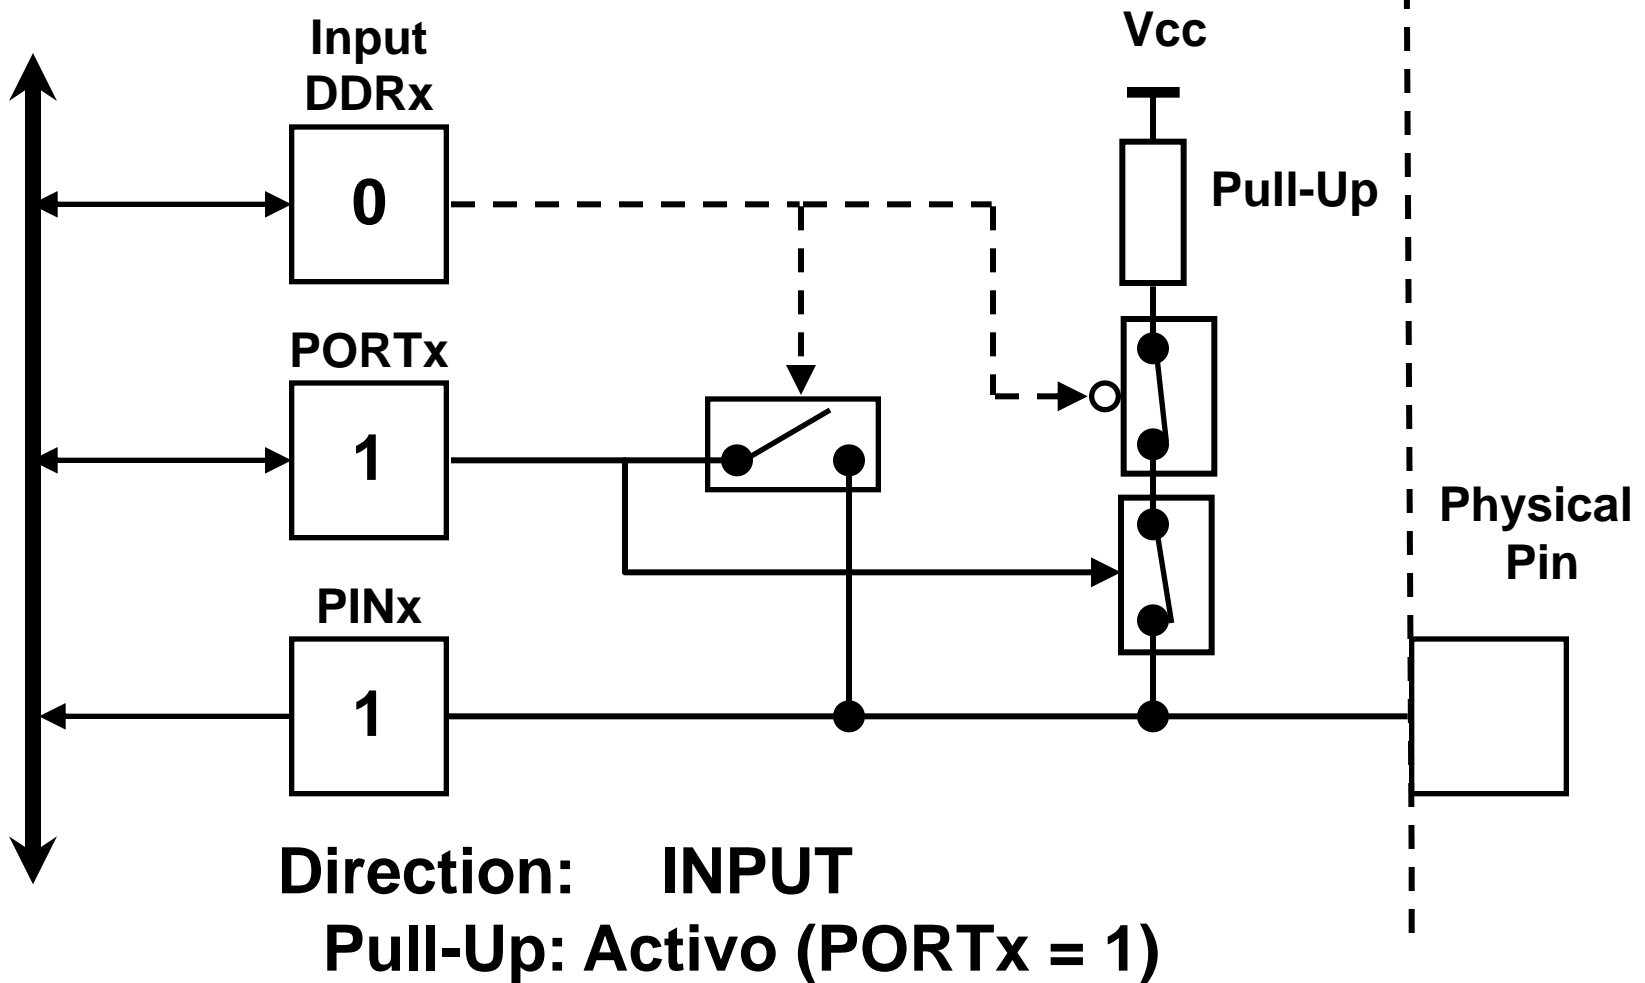 Input
DDRx
0
Vcc
Pull-Up
PORTx
1
Physical
Pin
PINx
1
Direction: INPUT
Pull-Up: Activo (PORTx = 1)